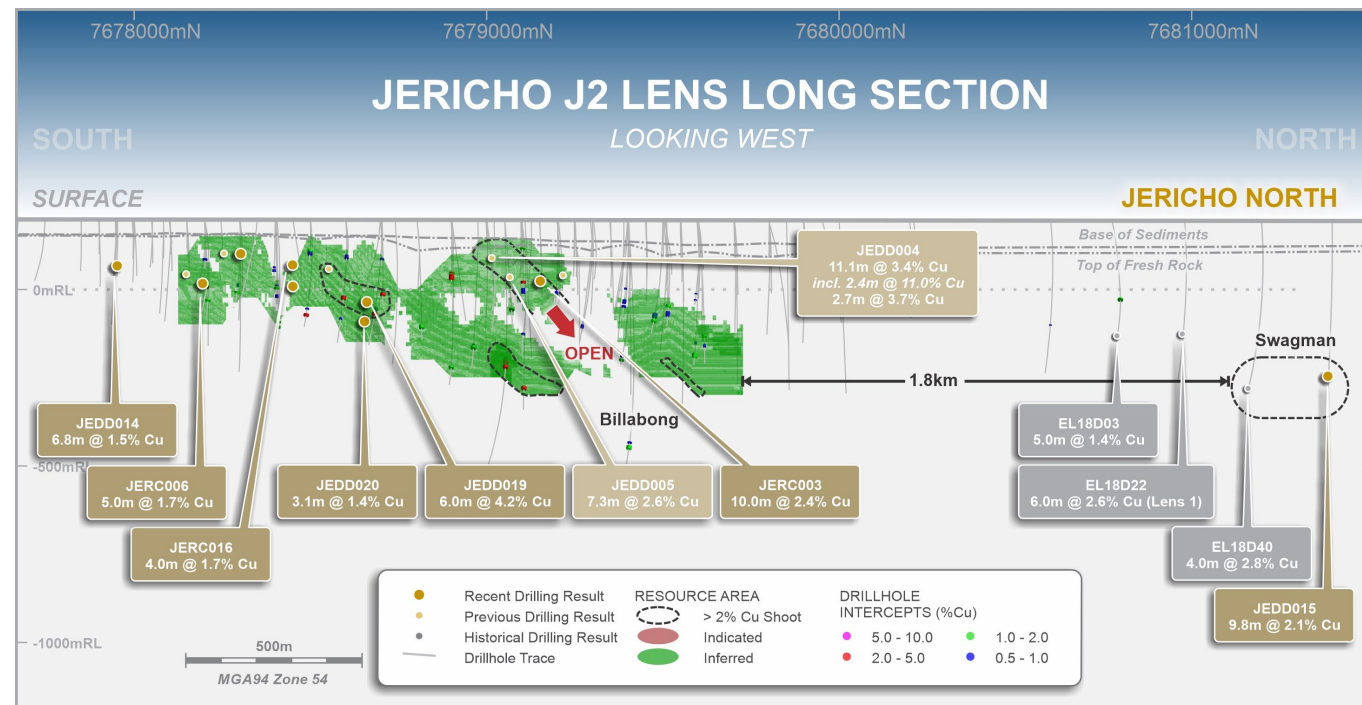 7678000mN
7679000mN
7680000mN
7681000mN
JERICHO J2 LENS LONG SECTION
LOOKING WEST
SOUTH
NORTH
SURFACE
JERICHO NORTH
Base of Sediments
Top of Fresh Rock
0mRL
-500mRL
-1000mRL
JEDD004
11.1m @ 3.4% Cu
incl. 2.4m @ 11.0% Cu
2.7m @ 3.7% Cu
OPEN
Billabong
1.8km
Swagman
JEDD014
6.8m @ 1.5% Cu
JERC006
5.0m @ 1.7% Cu
JERC016
4.0m @ 1.7% Cu
JEDD020
3.1m @ 1.4% Cu
JEDD019
6.0m @ 4.2% Cu
JEDD005
7.3m @ 2.6% Cu
JERC003
10.0m @ 2.4% Cu
EL18D03
5.0m @ 1.4% Cu
EL18D22
6.0m @ 2.6% Cu (Lens 1)
EL18D40
4.0m @ 2.8% Cu
JEDD015
9.8m @ 2.1% Cu
500m
MGA94 Zone 54
Recent Drilling Result
Previous Drilling Result
Historical Drilling Result
Drillhole Trace
RESOURCE AREA
> 2% Cu Shoot
Indicated
Inferred
DRILLHOLE
INTERCEPTS (%Cu)
5.0 - 10.0
2.0 - 5.0
1.0 - 2.0
0.5 - 1.0